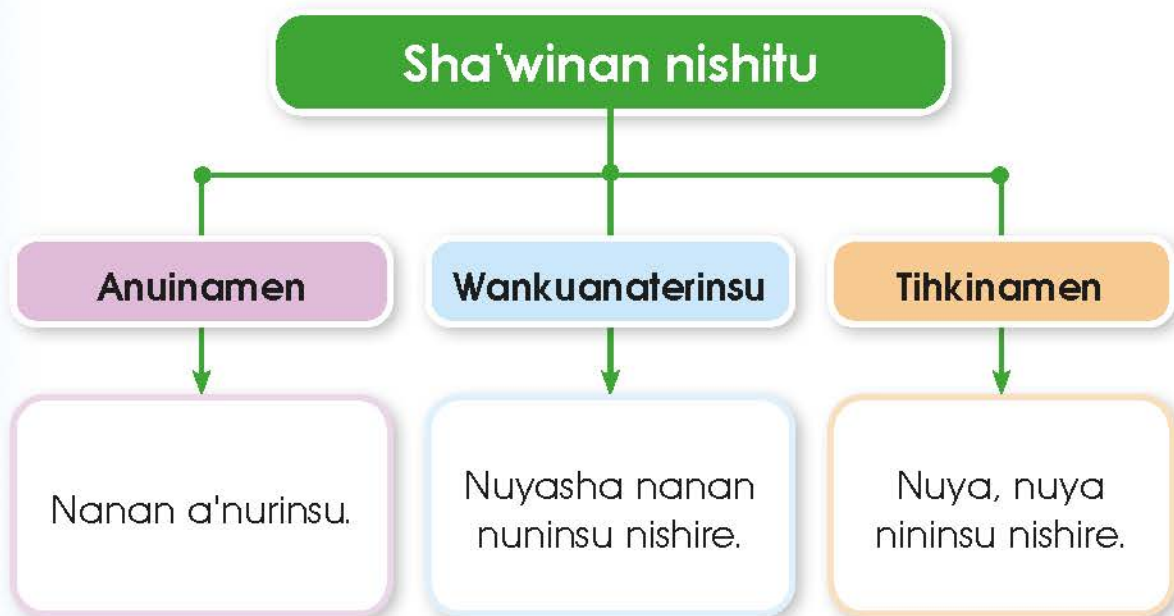 Sha'winan nishitu
Anuinamen
Wankuanaterinsu
Tihkinamen
Nanan a'nurinsu.
Nuyasha nanan
nuninsu nishire.
Nuya, nuya
nininsu nishire.